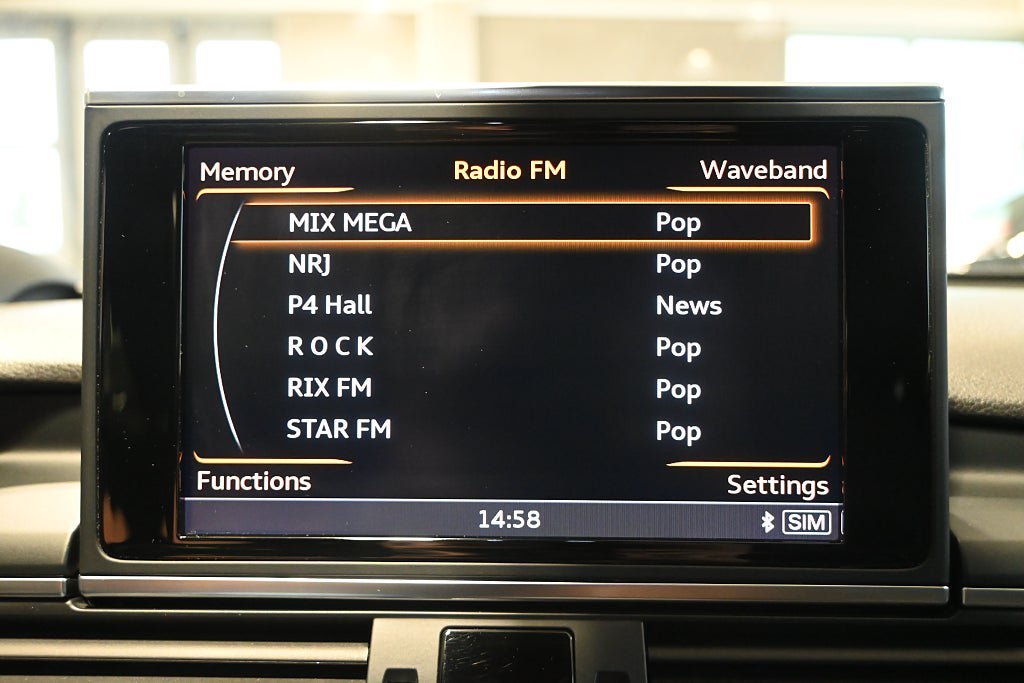 Memory Radio FM Waveband
MIX MEGA Pop
NRJ Pop
P4 Hall News
R O C K Pop
RIX FM Pop
STAR FM Pop
Functions Settings
14:58 SIM